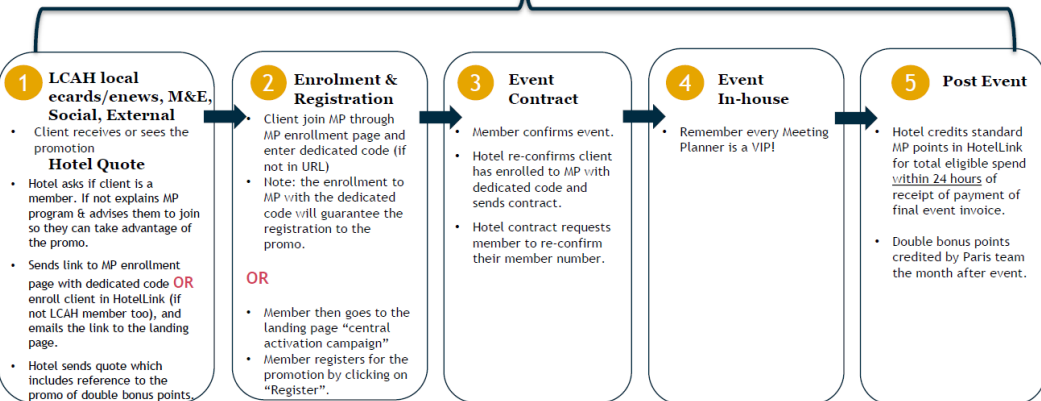 1
LCAH local
ecards/enews, M&E,
Social, External
• Client receives or sees the
promotion
Hotel Quote
• Hotel asks if client is a
member. If not explains MP
program & advises them to join
so they can take advantage of
the promo.
• Sends link to MP enrollment
page with dedicated code OR
enroll client in HotelLink (if
not LCAH member too), and
emails the link to the landing
page.
• Hotel sends quote which
includes reference to the
promo of double bonus points.
2
Enrolment &
Registration
• Client join MP through
MP enrollment page and
enter dedicated code (if
not in URL)
• Note: the enrollment to
MP with the dedicated
code will guarantee the
registration to the
promo.
OR
• Member then goes to the
landing page “central
activation campaign”
• Member registers for the
promotion by clicking on
“Register”.
3
Event
Contract
• Member confirms event.
• Hotel re-confirms client
has enrolled to MP with
dedicated code and
sends contract.
• Hotel contract requests
member to re-confirm
their member number.
4
Event
In-house
• Remember every Meeting
Planner is a VIP!
5
Post Event
• Hotel credits standard
MP points in HotelLink
for total eligible spend
within 24 hours of
receipt of payment of
final event invoice.
• Double bonus points
credited by Paris team
the month after event.